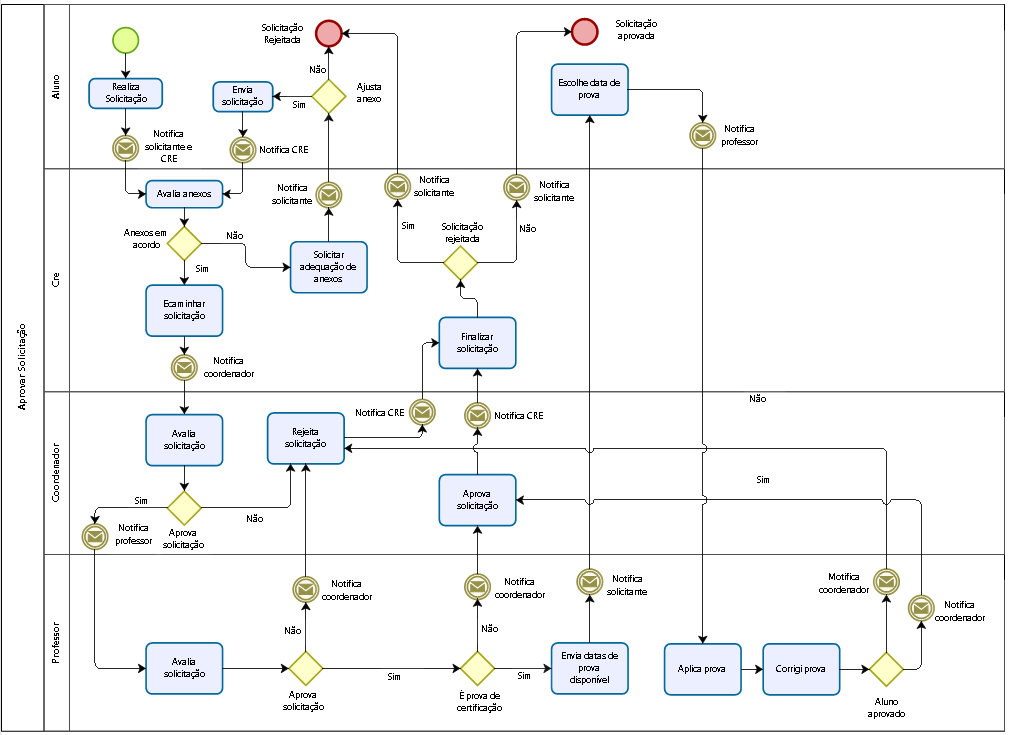 Aprovar Solicitação
Aluno
Realiza
Solicitação
Notifica
solicitante e
CRE
Envia
solicitação
Notifica CRE
Solicitação
Rejeitada
Não
Sim
Ajusta
anexo
Solicitação
aprovada
Escolhe data de
prova
Notifica
professor
Cre
Avalia anexos
Anexos em
acordo
Não
Sim
Notifica
solicitante
Solicitar
adequação de
anexos
Ecaminhar
solicitação
Notifica
coordenador
Notifica
solicitante
Notifica
solicitante
Sim
Solicitação
rejeitada
Não
Finalizar
solicitação
Coordenador
Avalia
solicitação
Sim
Aprova
solicitação
Não
Notifica
professor
Rejeita
solicitação
Notifica CRE
Notifica CRE
Aprova
solicitação
Não
Sim
Professor
Avalia
solicitação
Notifica
coordenador
Não
Aprova
solicitação
Sim
Notifica
coordenador
Não
È prova de
certificação
Sim
Notifica
solicitante
Envia datas de
prova
disponível
Aplica prova
Corrigi prova
Motifica
coordenador
Notifica
coordenador
Aluno
aprovado